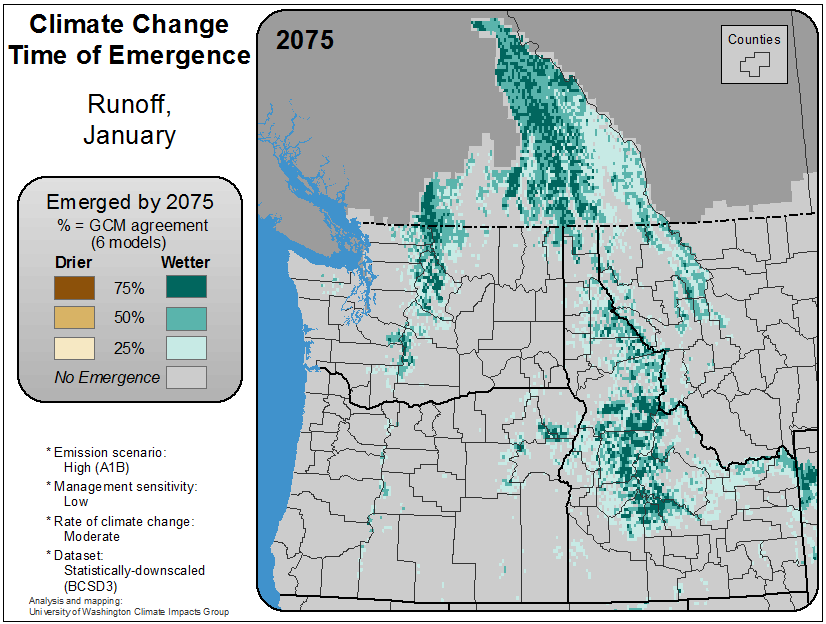 Climate Change
Time of Emergence
Runoff,
January
Emerged by 2075
% = GCM agreement
(6 models)
Drier Wetter
75%
50%
25%
No Emergence
* Emission scenario:
High (A1B)
* Management sensitivity:
Low
* Rate of climate change:
Moderate
* Dataset:
Statistically-downscaled
(BCSD3)
Analysis and mapping:
University of Washington Climate Impacts Group
2075
Counties